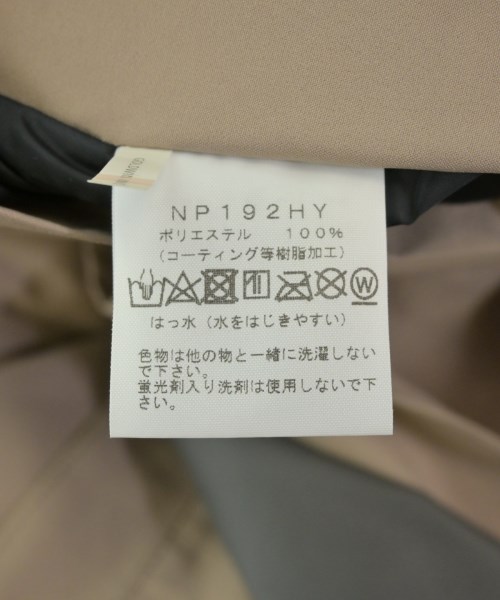 NP192HY
ポリエステル 100%
(コーティング等樹脂加工)
W
はっ水（水をはじきやすい）
色物は他の物と一緒に洗濯しない
で下さい。
蛍光剤入り洗剤は使用しないで下
さい。